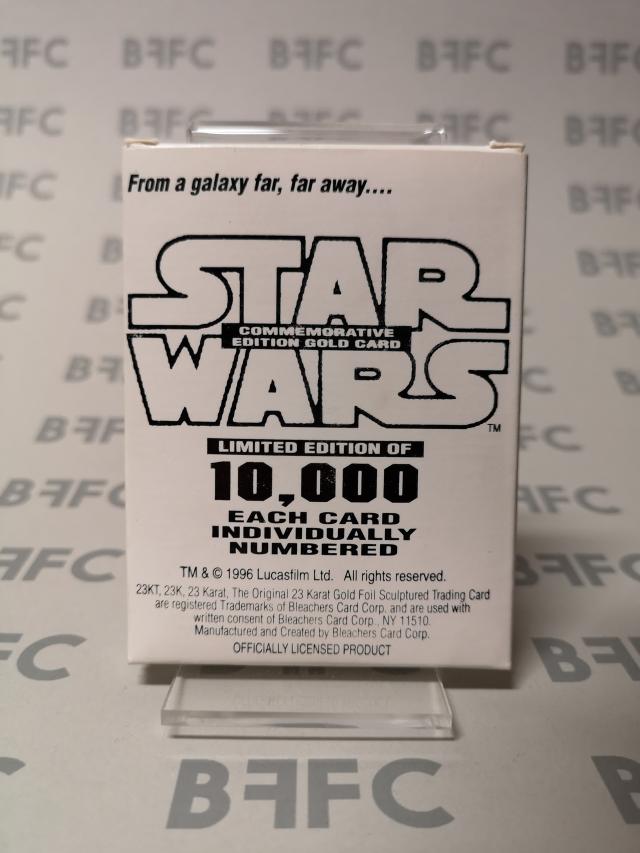 From a galaxy far, far away....
STAR
COMMEMORATIVE
EDITION GOLD CARD
WARS
TM
LIMITED EDITION OF
10,000
EACH CARD
INDIVIDUALLY
NUMBERED
TM & © 1996 Lucasfilm Ltd. All rights reserved.
23KT, 23K, 23 Karat, The Original 23 Karat Gold Foil Sculptured Trading Card
are registered Trademarks of Bleachers Card Corp. and are used with
written consent of Bleachers Card Corp., NY 11510.
Manufactured and Created by Bleachers Card Corp.
OFFICIALLY LICENSED PRODUCT
BFFC